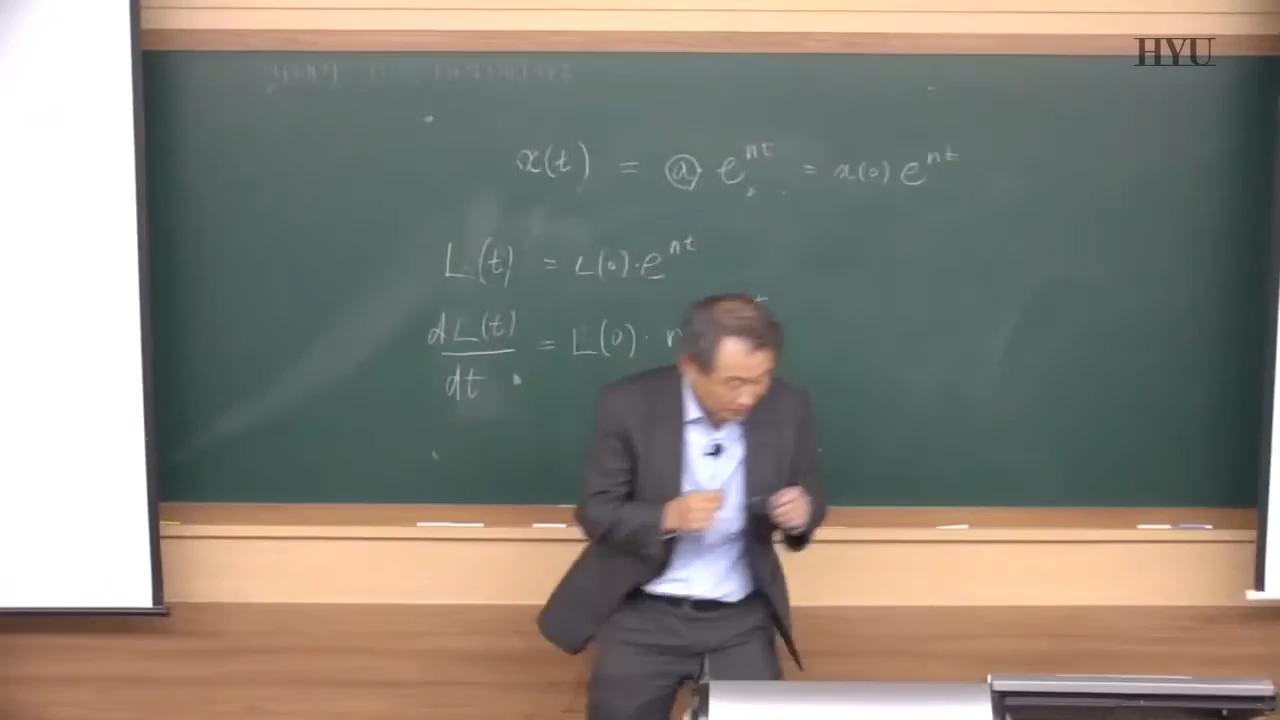 HYU
x(t) = a e^{nt} = x(0) e^{nt}
L(t) = L(0)·e^{nt}
dL(t)/dt = L(0)· n